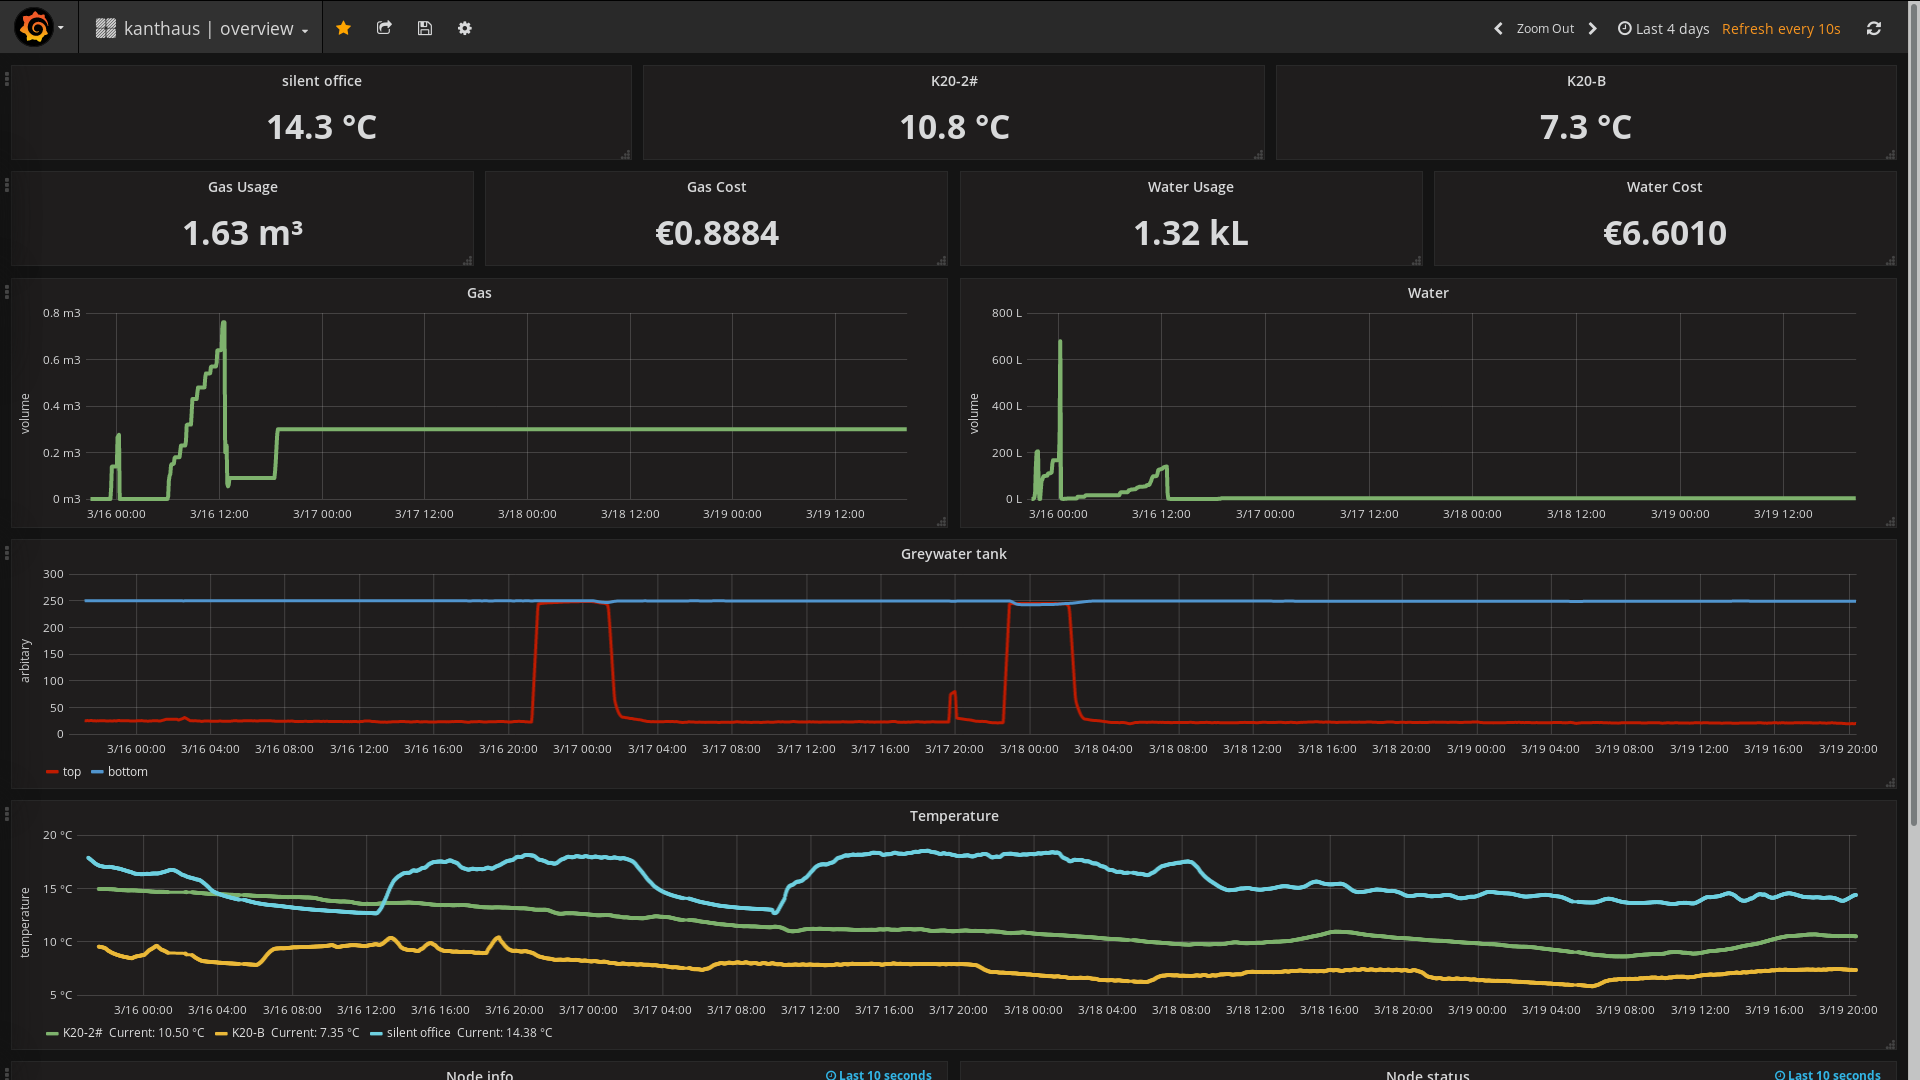 kanthaus | overview
Zoom Out
Last 4 days
Refresh every 10s
silent office
14.3 °C
K20-2#
10.8 °C
K20-B
7.3 °C
Gas Usage
1.63 m³
Gas Cost
€0.8884
Water Usage
1.32 kL
Water Cost
€6.6010
Gas
volume
0.8 m3
0.6 m3
0.4 m3
0.2 m3
0 m3
3/16 00:00 3/16 12:00 3/17 00:00 3/17 12:00 3/18 00:00 3/18 12:00 3/19 00:00 3/19 12:00
Water
volume
800 L
600 L
400 L
200 L
0 L
3/16 00:00 3/16 12:00 3/17 00:00 3/17 12:00 3/18 00:00 3/18 12:00 3/19 00:00 3/19 12:00
Greywater tank
arbitary
300
250
200
150
100
50
0
3/16 00:00 3/16 04:00 3/16 08:00 3/16 12:00 3/16 16:00 3/16 20:00 3/17 00:00 3/17 04:00 3/17 08:00 3/17 12:00 3/17 16:00 3/17 20:00 3/18 00:00 3/18 04:00 3/18 08:00 3/18 12:00 3/18 16:00 3/18 20:00 3/19 00:00 3/19 04:00 3/19 08:00 3/19 12:00 3/19 16:00 3/19 20:00
top bottom
Temperature
temperature
20 °C
15 °C
10 °C
5 °C
3/16 00:00 3/16 04:00 3/16 08:00 3/16 12:00 3/16 16:00 3/16 20:00 3/17 00:00 3/17 04:00 3/17 08:00 3/17 12:00 3/17 16:00 3/17 20:00 3/18 00:00 3/18 04:00 3/18 08:00 3/18 12:00 3/18 16:00 3/18 20:00 3/19 00:00 3/19 04:00 3/19 08:00 3/19 12:00 3/19 16:00 3/19 20:00
K20-2# Current: 10.50 °C K20-B Current: 7.35 °C silent office Current: 14.38 °C
Node info
Last 10 seconds
Node status
Last 10 seconds